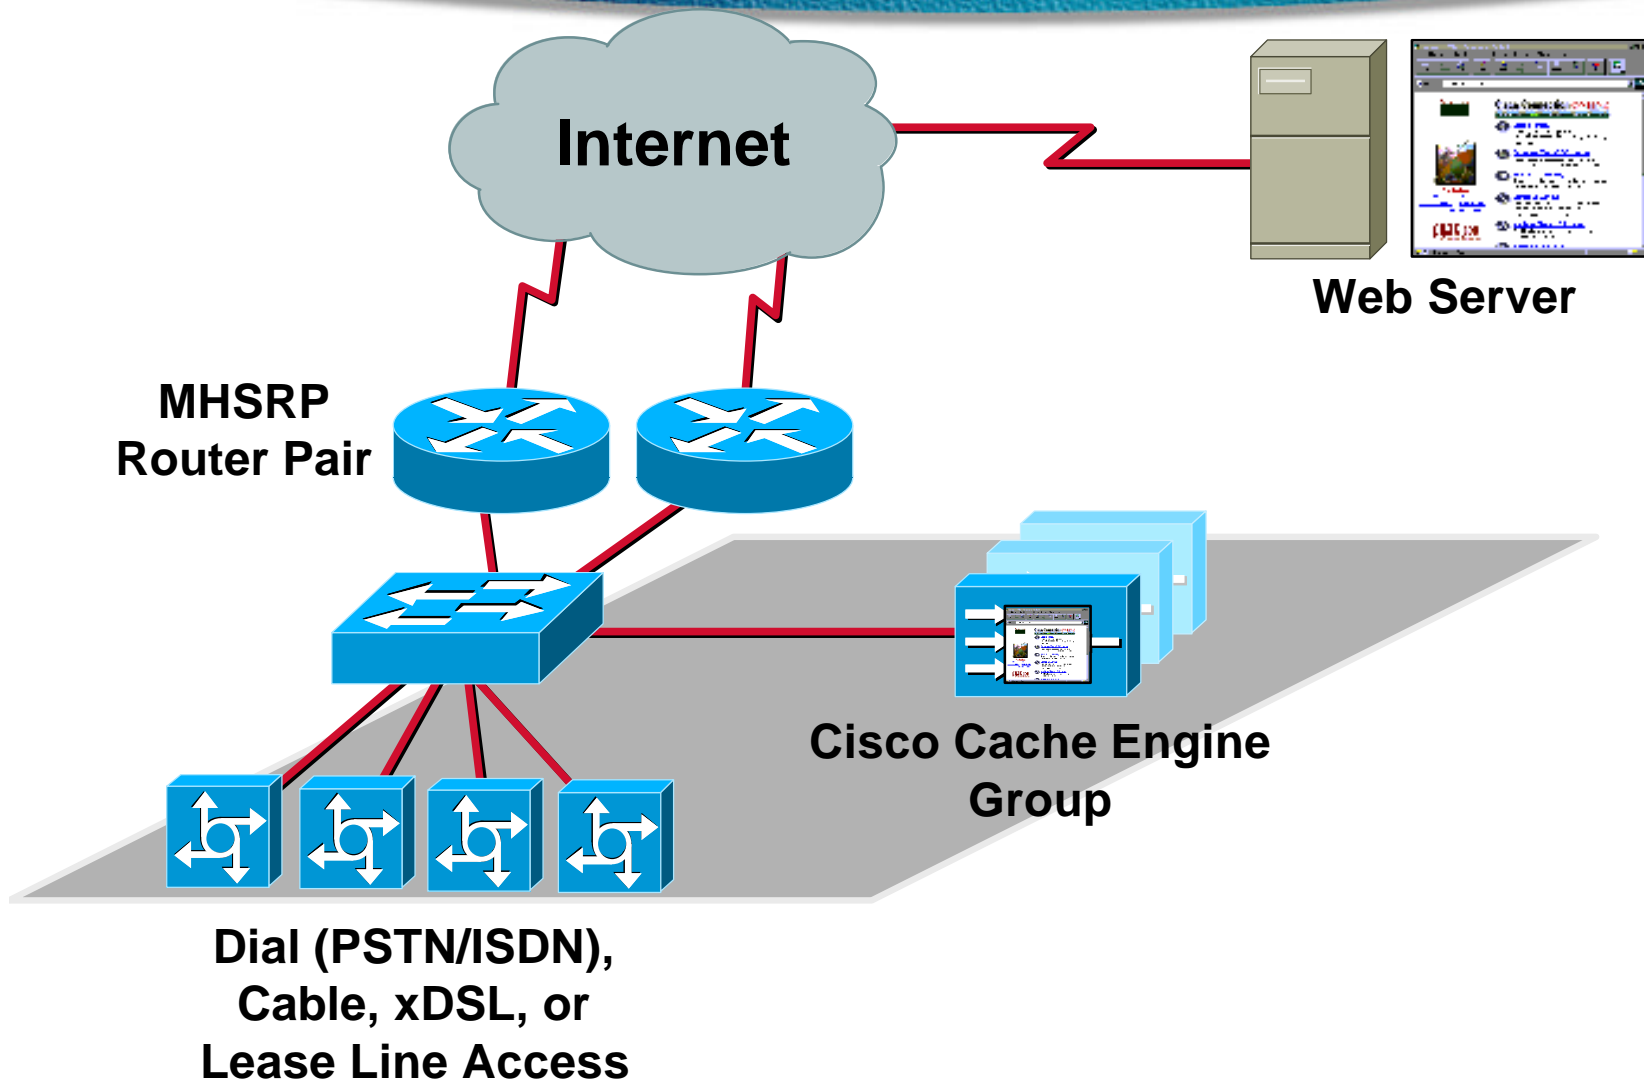 Internet
Web Server
MHSRP
Router Pair
Cisco Cache Engine
Group
Dial (PSTN/ISDN),
Cable, xDSL, or
Lease Line Access